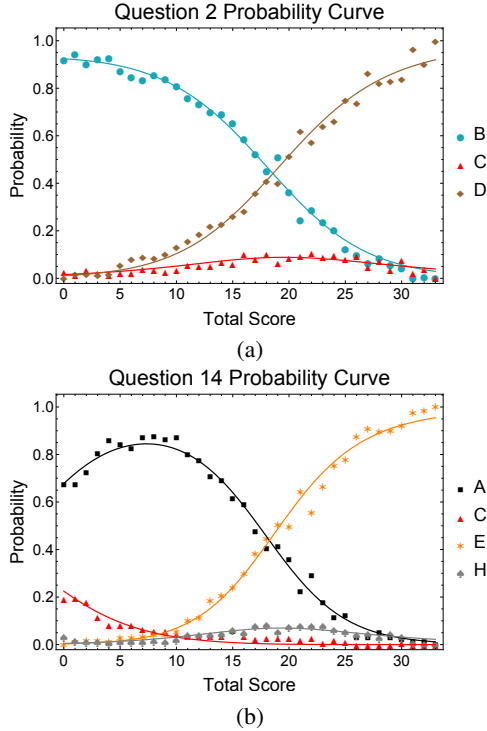 Question 2 Probability Curve
Probability
1.0
0.8
0.6
0.4
0.2
0.0
0 5 10 15 20 25 30
Total Score
B
C
D
(a)
Question 14 Probability Curve
Probability
1.0
0.8
0.6
0.4
0.2
0.0
0 5 10 15 20 25 30
Total Score
A
C
E
H
(b)